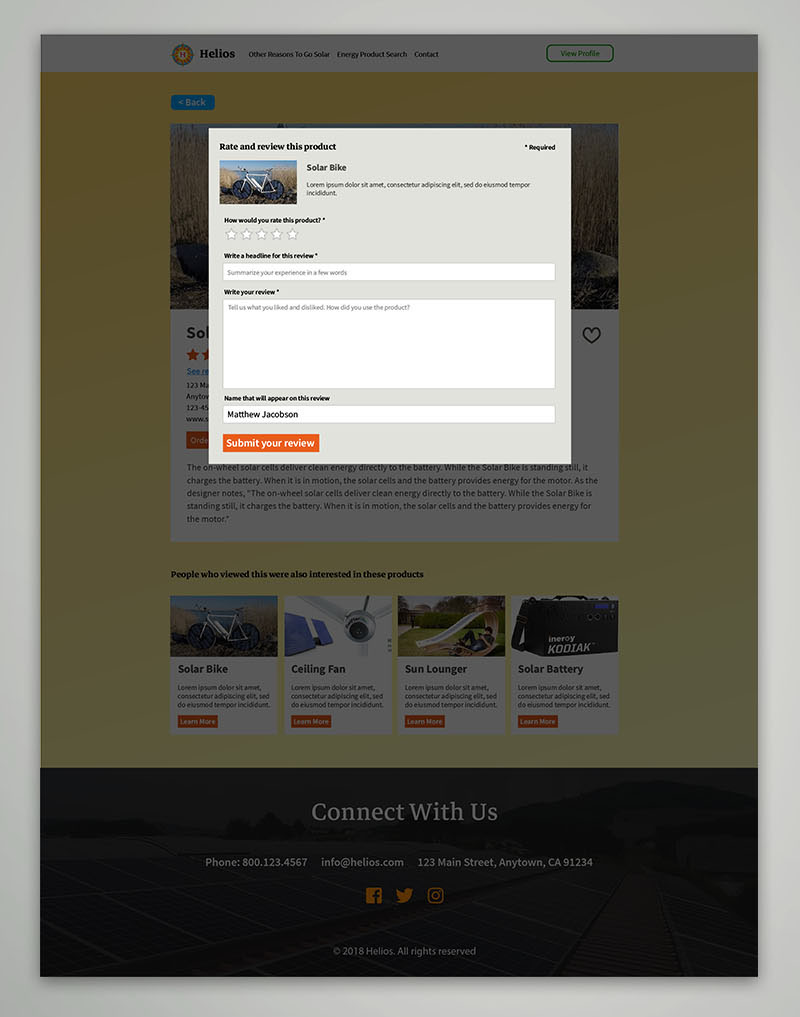 Helios
Other Reasons To Go Solar
Energy Product Search
Contact
View Profile
< Back
Rate and review this product
* Required
Solar Bike
Lorem ipsum dolor sit amet, consectetur adipiscing elit, sed do eiusmod tempor
incididunt.
How would you rate this product? *
Write a headline for this review *
Summarize your experience in a few words
Write your review *
Tell us what you liked and disliked. How did you use the product?
Name that will appear on this review
Matthew Jacobson
Submit your review
Sol
See re
123 Ma
Anytow
123-45
www.s
Orde
The on-wheel solar cells deliver clean energy directly to the battery. While the Solar Bike is standing still, it
charges the battery. When it is in motion, the solar cells and the battery provides energy for the motor. As the
designer notes, "The on-wheel solar cells deliver clean energy directly to the battery. While the Solar Bike is
standing still, it charges the battery. When it is in motion, the solar cells and the battery provides energy for
the motor."
People who viewed this were also interested in these products
Solar Bike
Lorem ipsum dolor sit amet,
consectetur adipiscing elit, sed
do eiusmod tempor incididunt.
Learn More
Ceiling Fan
Lorem ipsum dolor sit amet,
consectetur adipiscing elit, sed
do eiusmod tempor incididunt.
Learn More
Sun Lounger
Lorem ipsum dolor sit amet,
consectetur adipiscing elit, sed
do eiusmod tempor incididunt.
Learn More
inergy
KODIAK
Solar Battery
Lorem ipsum dolor sit amet,
consectetur adipiscing elit, sed
do eiusmod tempor incididunt.
Learn More
Connect With Us
Phone: 800.123.4567
info@helios.com
123 Main Street, Anytown, CA 91234
© 2018 Helios. All rights reserved